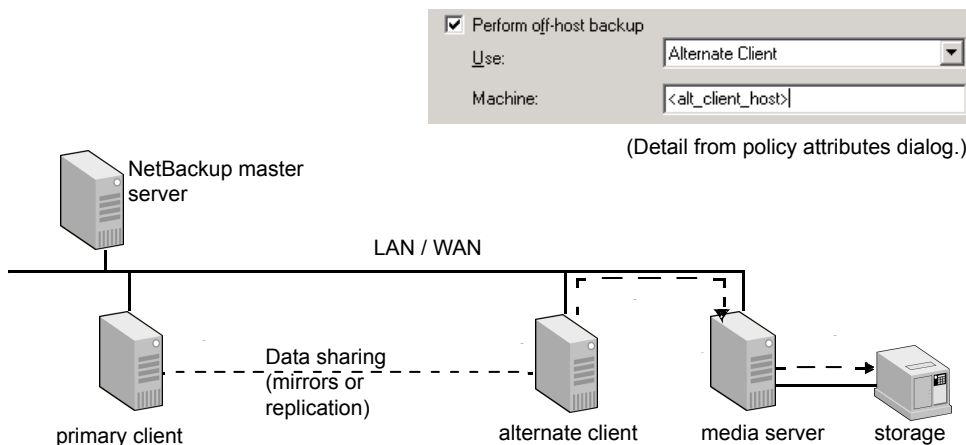 Perform off-host backup
Use:
Alternate Client
Machine:
<alt_client_host>
(Detail from policy attributes dialog.)
NetBackup master
server
LAN / WAN
Data sharing
(mirrors or
replication)
primary client
alternate client
media server
storage